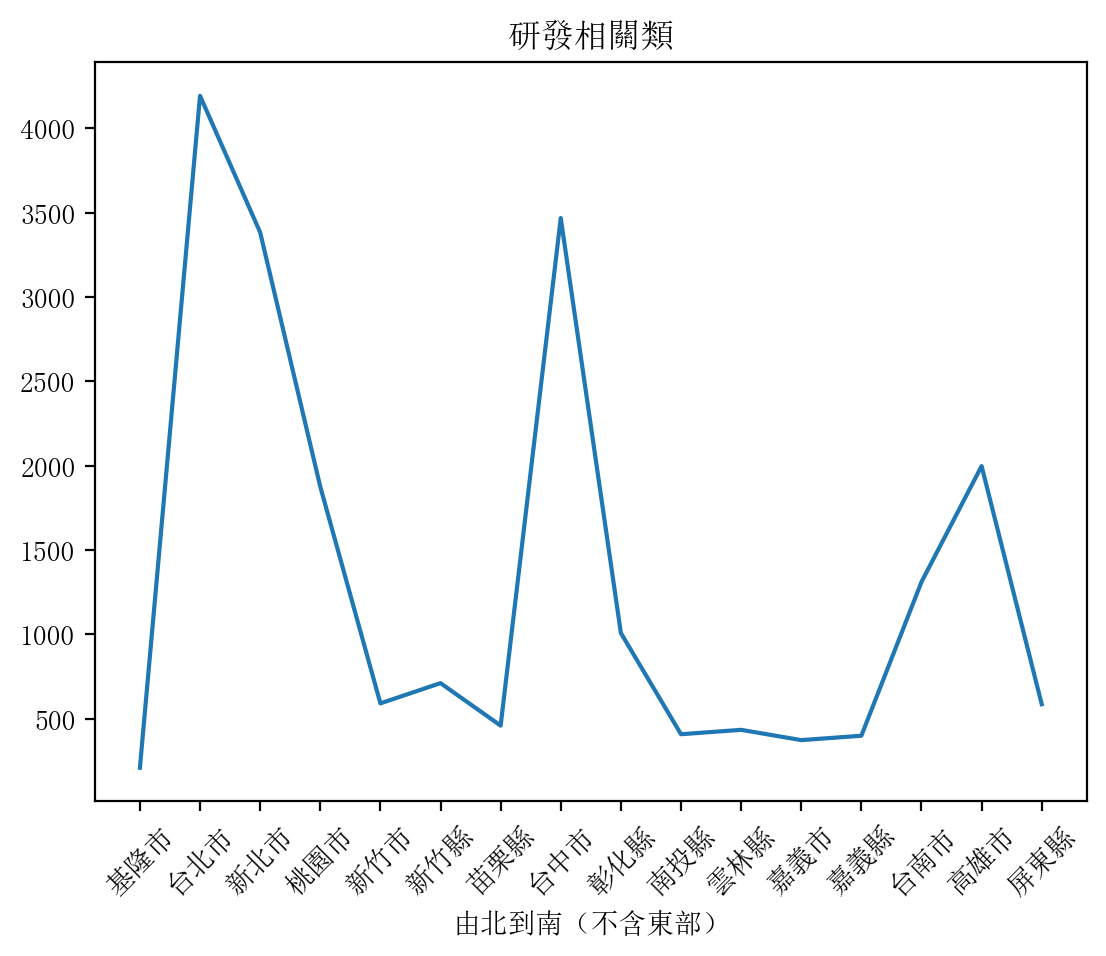 研發相關類
4000
3500
3000
2500
2000
1500
1000
500
基隆市
台北市
新北市
桃園市
新竹市
新竹縣
苗栗縣
台中市
彰化縣
南投縣
雲林縣
嘉義市
嘉義縣
台南市
高雄市
屏東縣
由北到南（不含東部）